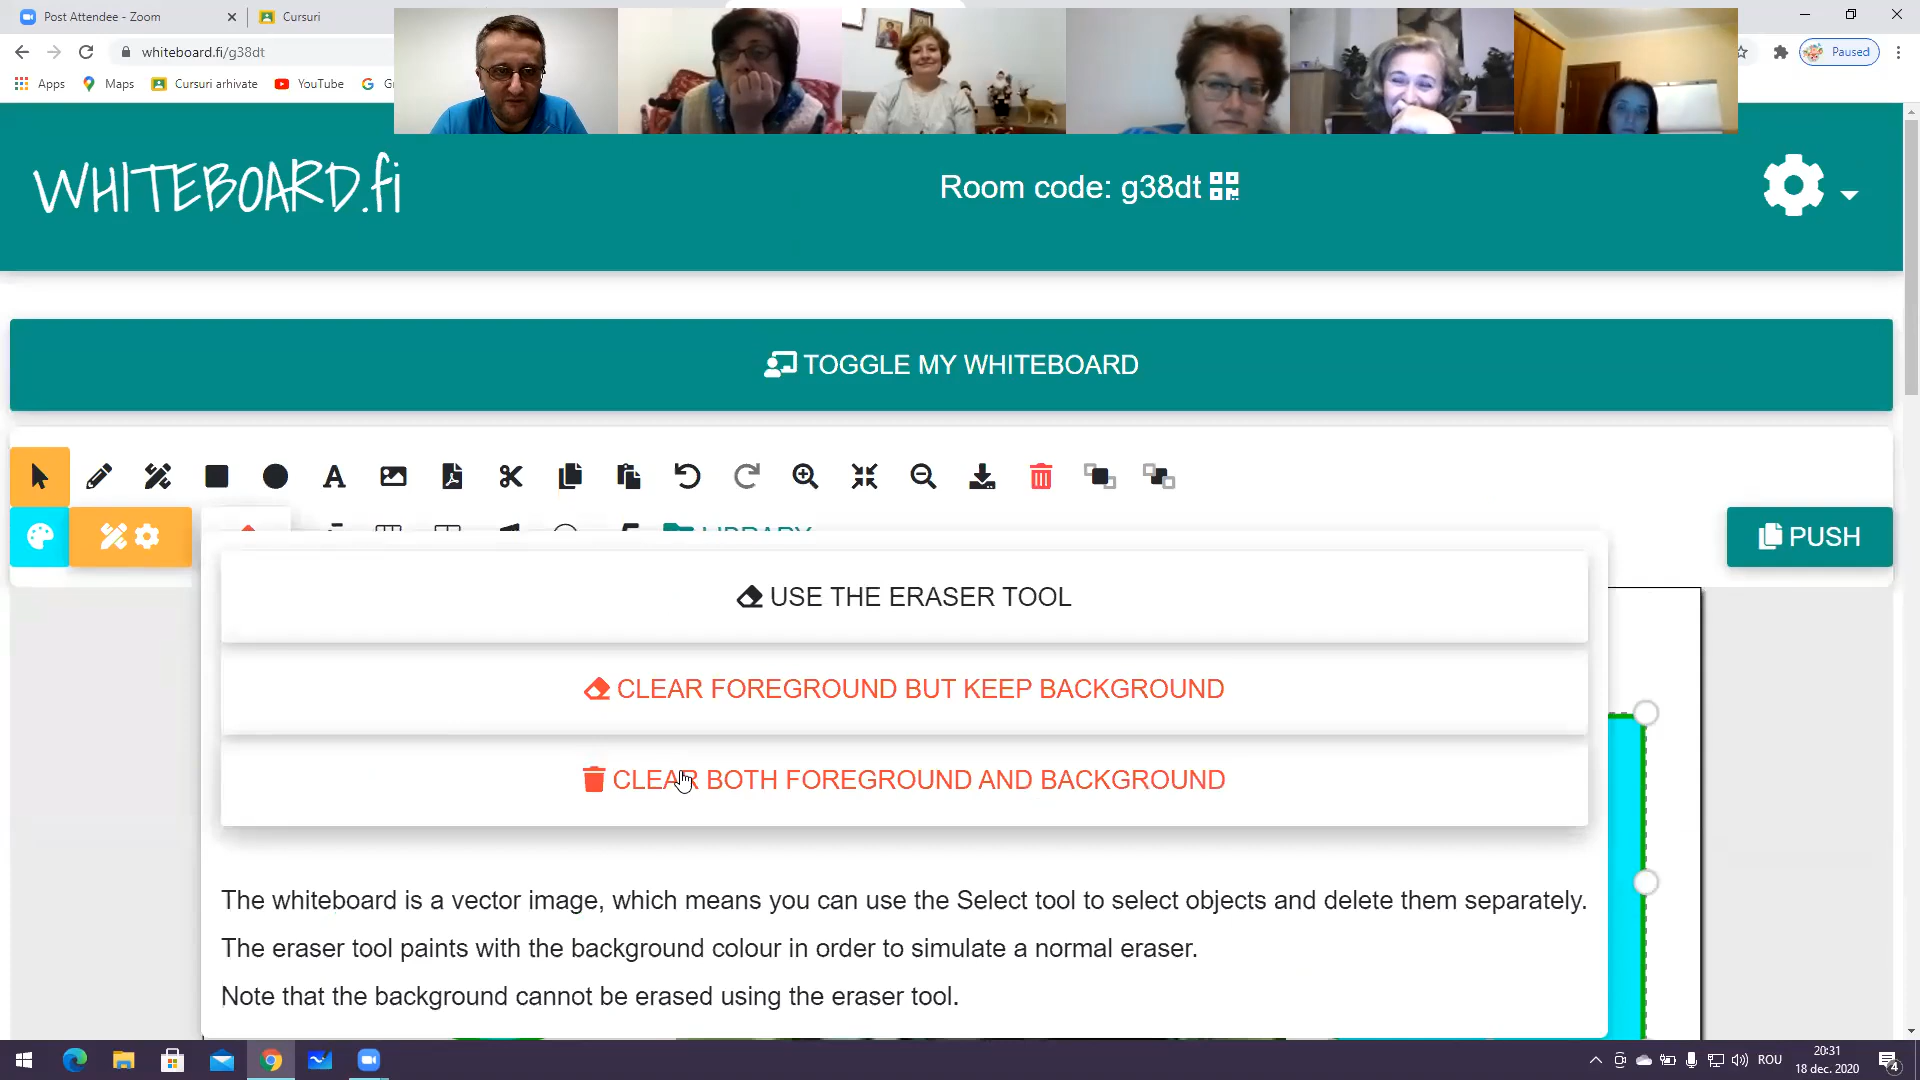 Post Attendee - Zoom
Cursuri
whiteboard.fi/g38dt
Paused
Apps
Maps
Cursuri arhivate
YouTube
WHITEBOARD.fi
Room code: g38dt
TOGGLE MY WHITEBOARD
LIBRARY
PUSH
USE THE ERASER TOOL
CLEAR FOREGROUND BUT KEEP BACKGROUND
CLEAR BOTH FOREGROUND AND BACKGROUND
The whiteboard is a vector image, which means you can use the Select tool to select objects and delete them separately.
The eraser tool paints with the background colour in order to simulate a normal eraser.
Note that the background cannot be erased using the eraser tool.
ROU
20:31
18 dec. 2020
4